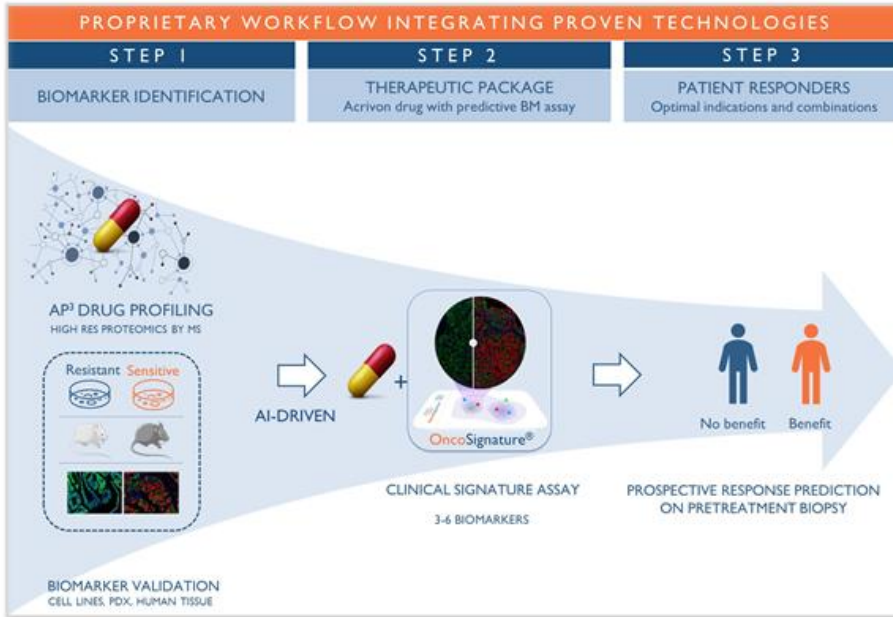 PROPRIETARY WORKFLOW INTEGRATING PROVEN TECHNOLOGIES
STEP 1
BIOMARKER IDENTIFICATION
STEP 2
THERAPEUTIC PACKAGE
Acrivon drug with predictive BM assay
STEP 3
PATIENT RESPONDERS
Optimal indications and combinations
AP³ DRUG PROFILING
HIGH RES PROTEOMICS BY MS
Resistant Sensitive
BIOMARKER VALIDATION
CELL LINES, PDX, HUMAN TISSUE
AI-DRIVEN
+
OncoSignature®
CLINICAL SIGNATURE ASSAY
3-6 BIOMARKERS
No benefit Benefit
PROSPECTIVE RESPONSE PREDICTION
ON PRETREATMENT BIOPSY